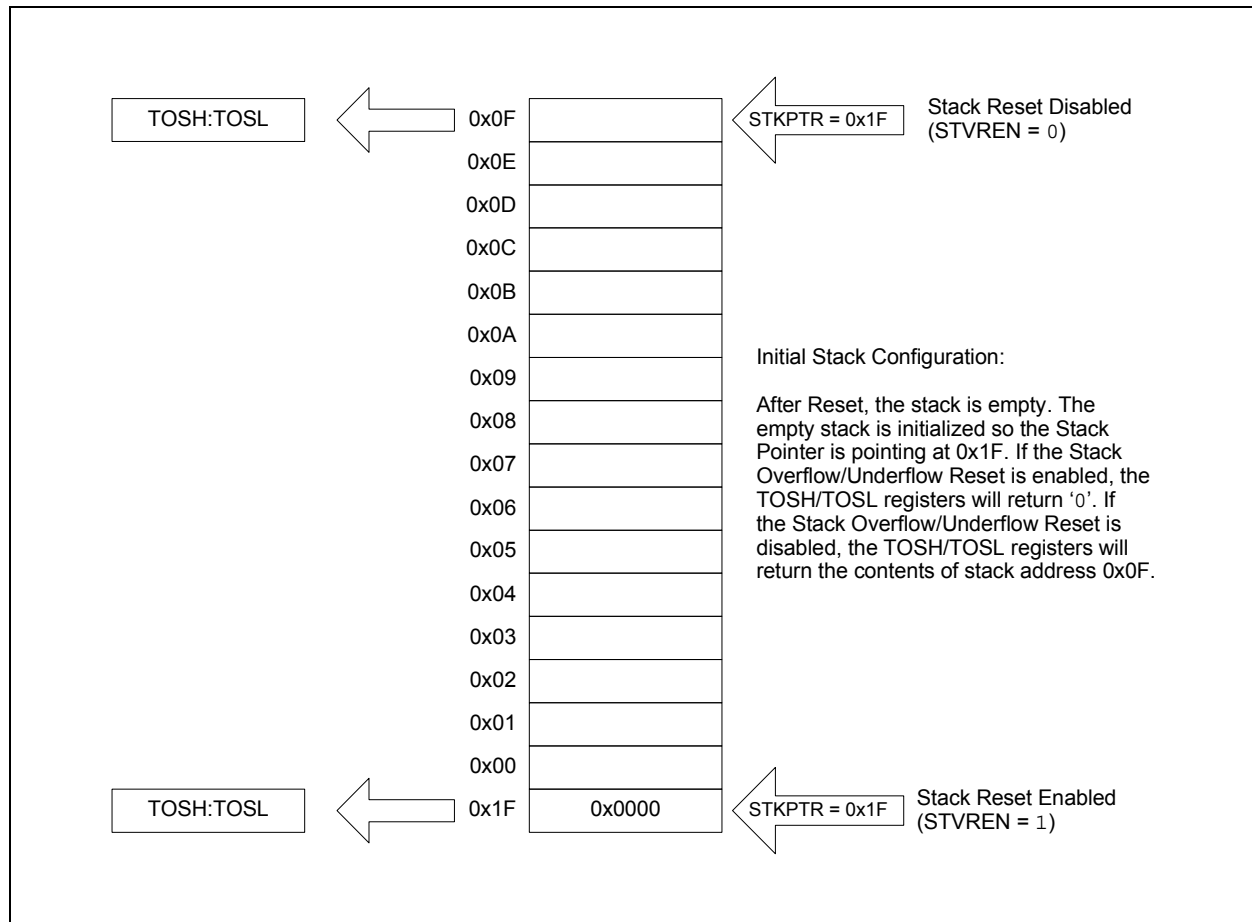 TOSH:TOSL
0x0F
STKPTR = 0x1F
Stack Reset Disabled
(STVREN = 0)
0x0E
0x0D
0x0C
0x0B
0x0A
0x09
0x08
0x07
0x06
0x05
0x04
0x03
0x02
0x01
0x00
Initial Stack Configuration:
After Reset, the stack is empty. The
empty stack is initialized so the Stack
Pointer is pointing at 0x1F. If the Stack
Overflow/Underflow Reset is enabled, the
TOSH/TOSL registers will return ‘0’. If
the Stack Overflow/Underflow Reset is
disabled, the TOSH/TOSL registers will
return the contents of stack address 0x0F.
TOSH:TOSL
0x1F
0x0000
STKPTR = 0x1F
Stack Reset Enabled
(STVREN = 1)